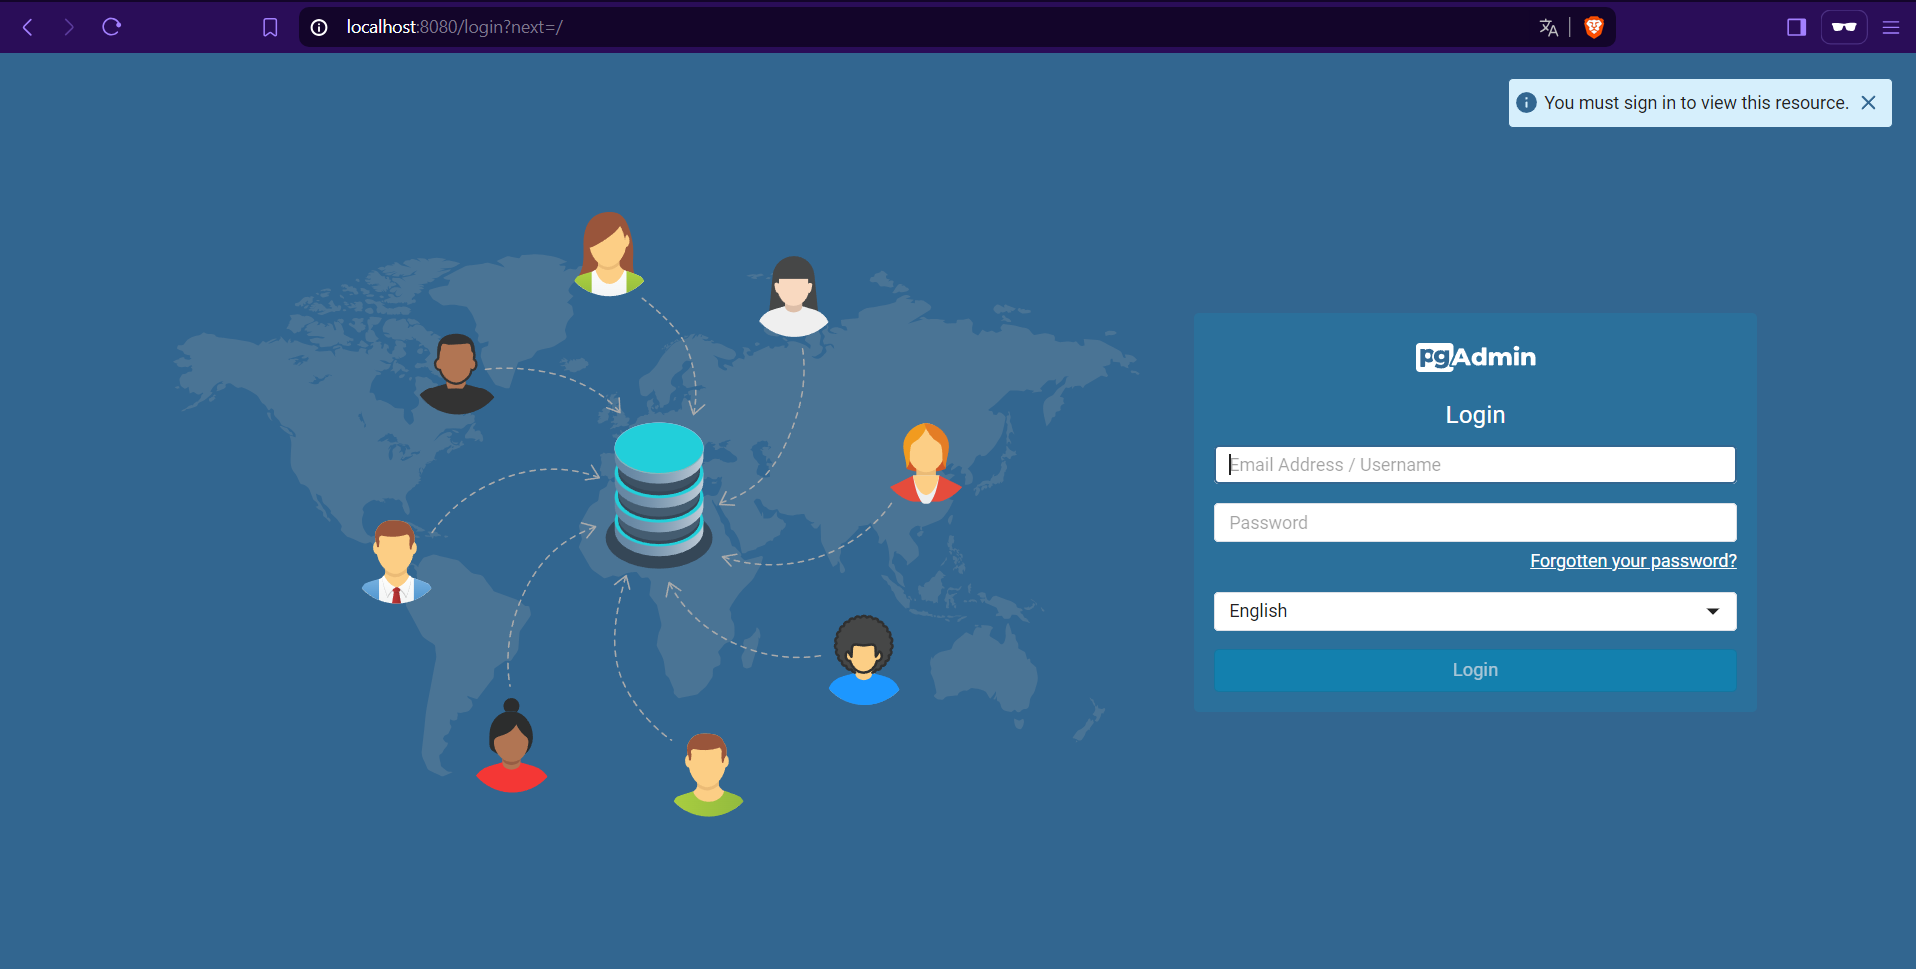 localhost:8080/login?next=/
You must sign in to view this resource.
pgAdmin
Login
Email Address / Username
Password
Forgotten your password?
English
Login